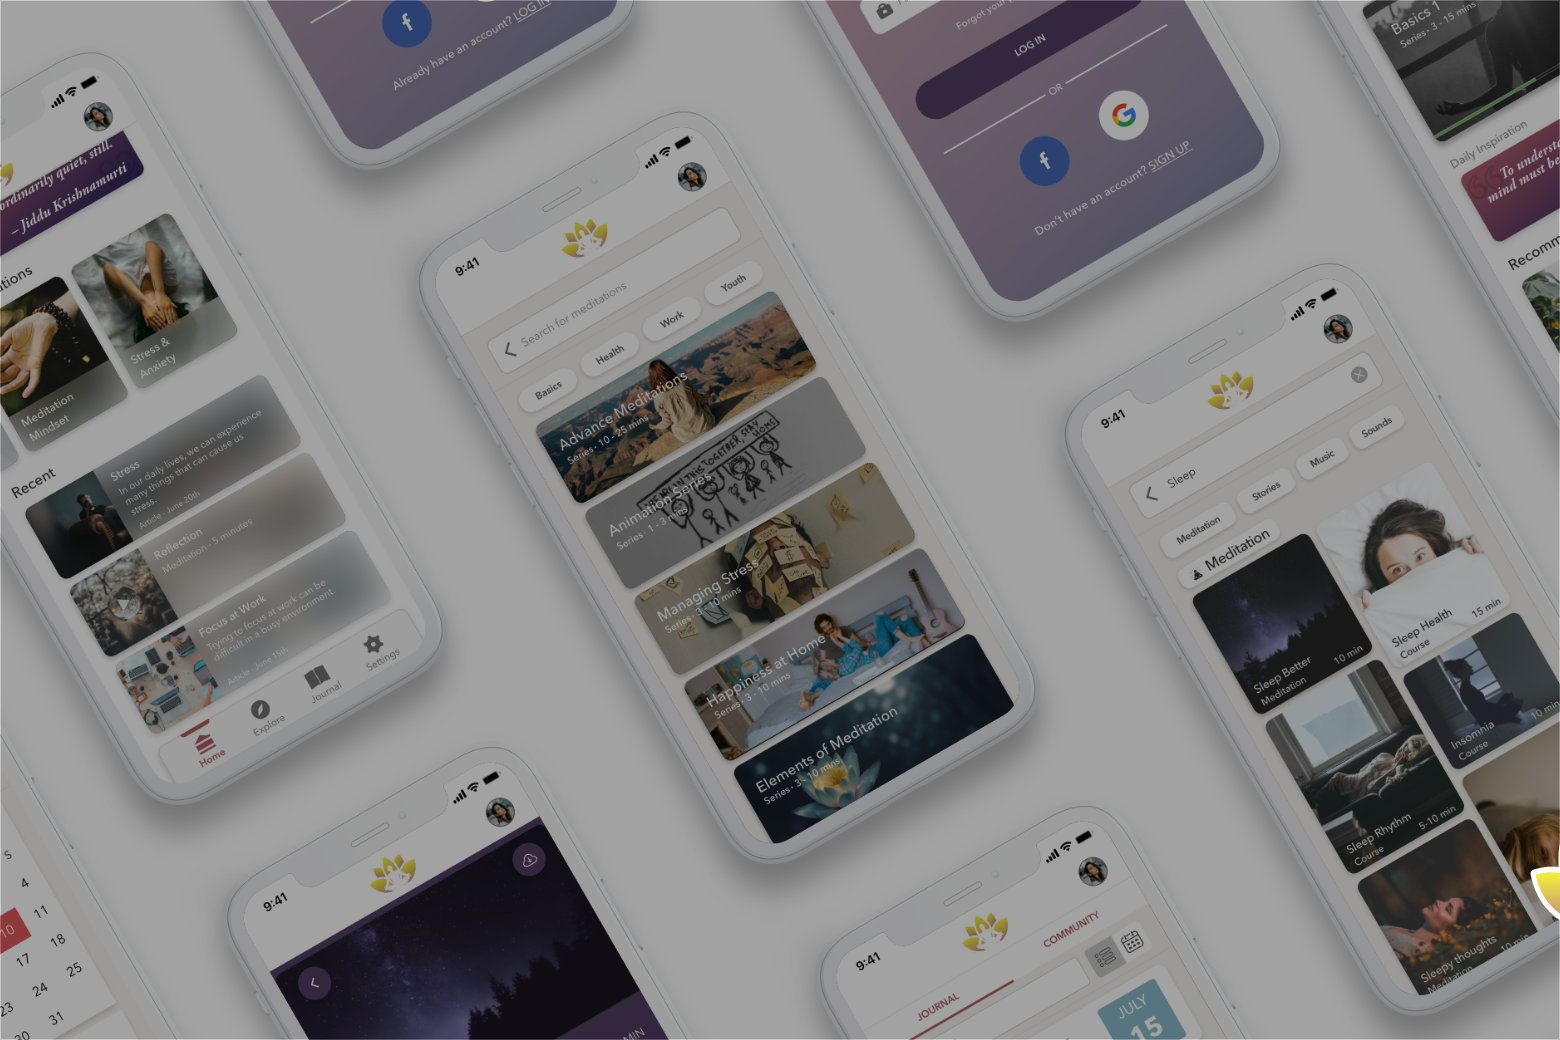 ordinarily quiet, still.
– Jiddu Krishnamurti
Stress &
Anxiety
Meditation
Mindset
Recent
Stress
In our daily lives, we can experience
many things that can cause us
stress.
Article - June 20th
Reflection
Meditation - 5 minutes
Focus at Work
Trying to focus at work can be
difficult in a busy environment.
Article - June 15th
Home
Explore
Journal
Settings
Already have an account? LOG IN
9:41
Search for meditations
Basics
Health
Work
Youth
Advance Meditations
Series - 10 - 25 mins
WE'RE IN THIS TOGETHER, STAY HOME
Animation Series
Series - 1 - 3 mins
Managing Stress
Series - 3 - 10 mins
Happiness at Home
Series - 3 - 10 mins
Elements of Meditation
Series - 3 - 10 mins
Forgot your
LOG IN
OR
Don't have an account? SIGN UP
Basics 1
Series - 3 - 15 mins
Daily Inspiration
To understa
mind must be
Recomm
9:41
Sleep
Meditation
Stories
Music
Sounds
Meditation
Sleep Better
Meditation
10 min
Sleep Health
Course
15 min
Sleep Rhythm
Course
5-10 min
Insomnia
Course
10 min
Sleepy thoughts
Meditation
10 min
S
4
10
11
17
18
23
24
25
30
31
9:41
MIN
9:41
JOURNAL
COMMUNITY
JULY
15